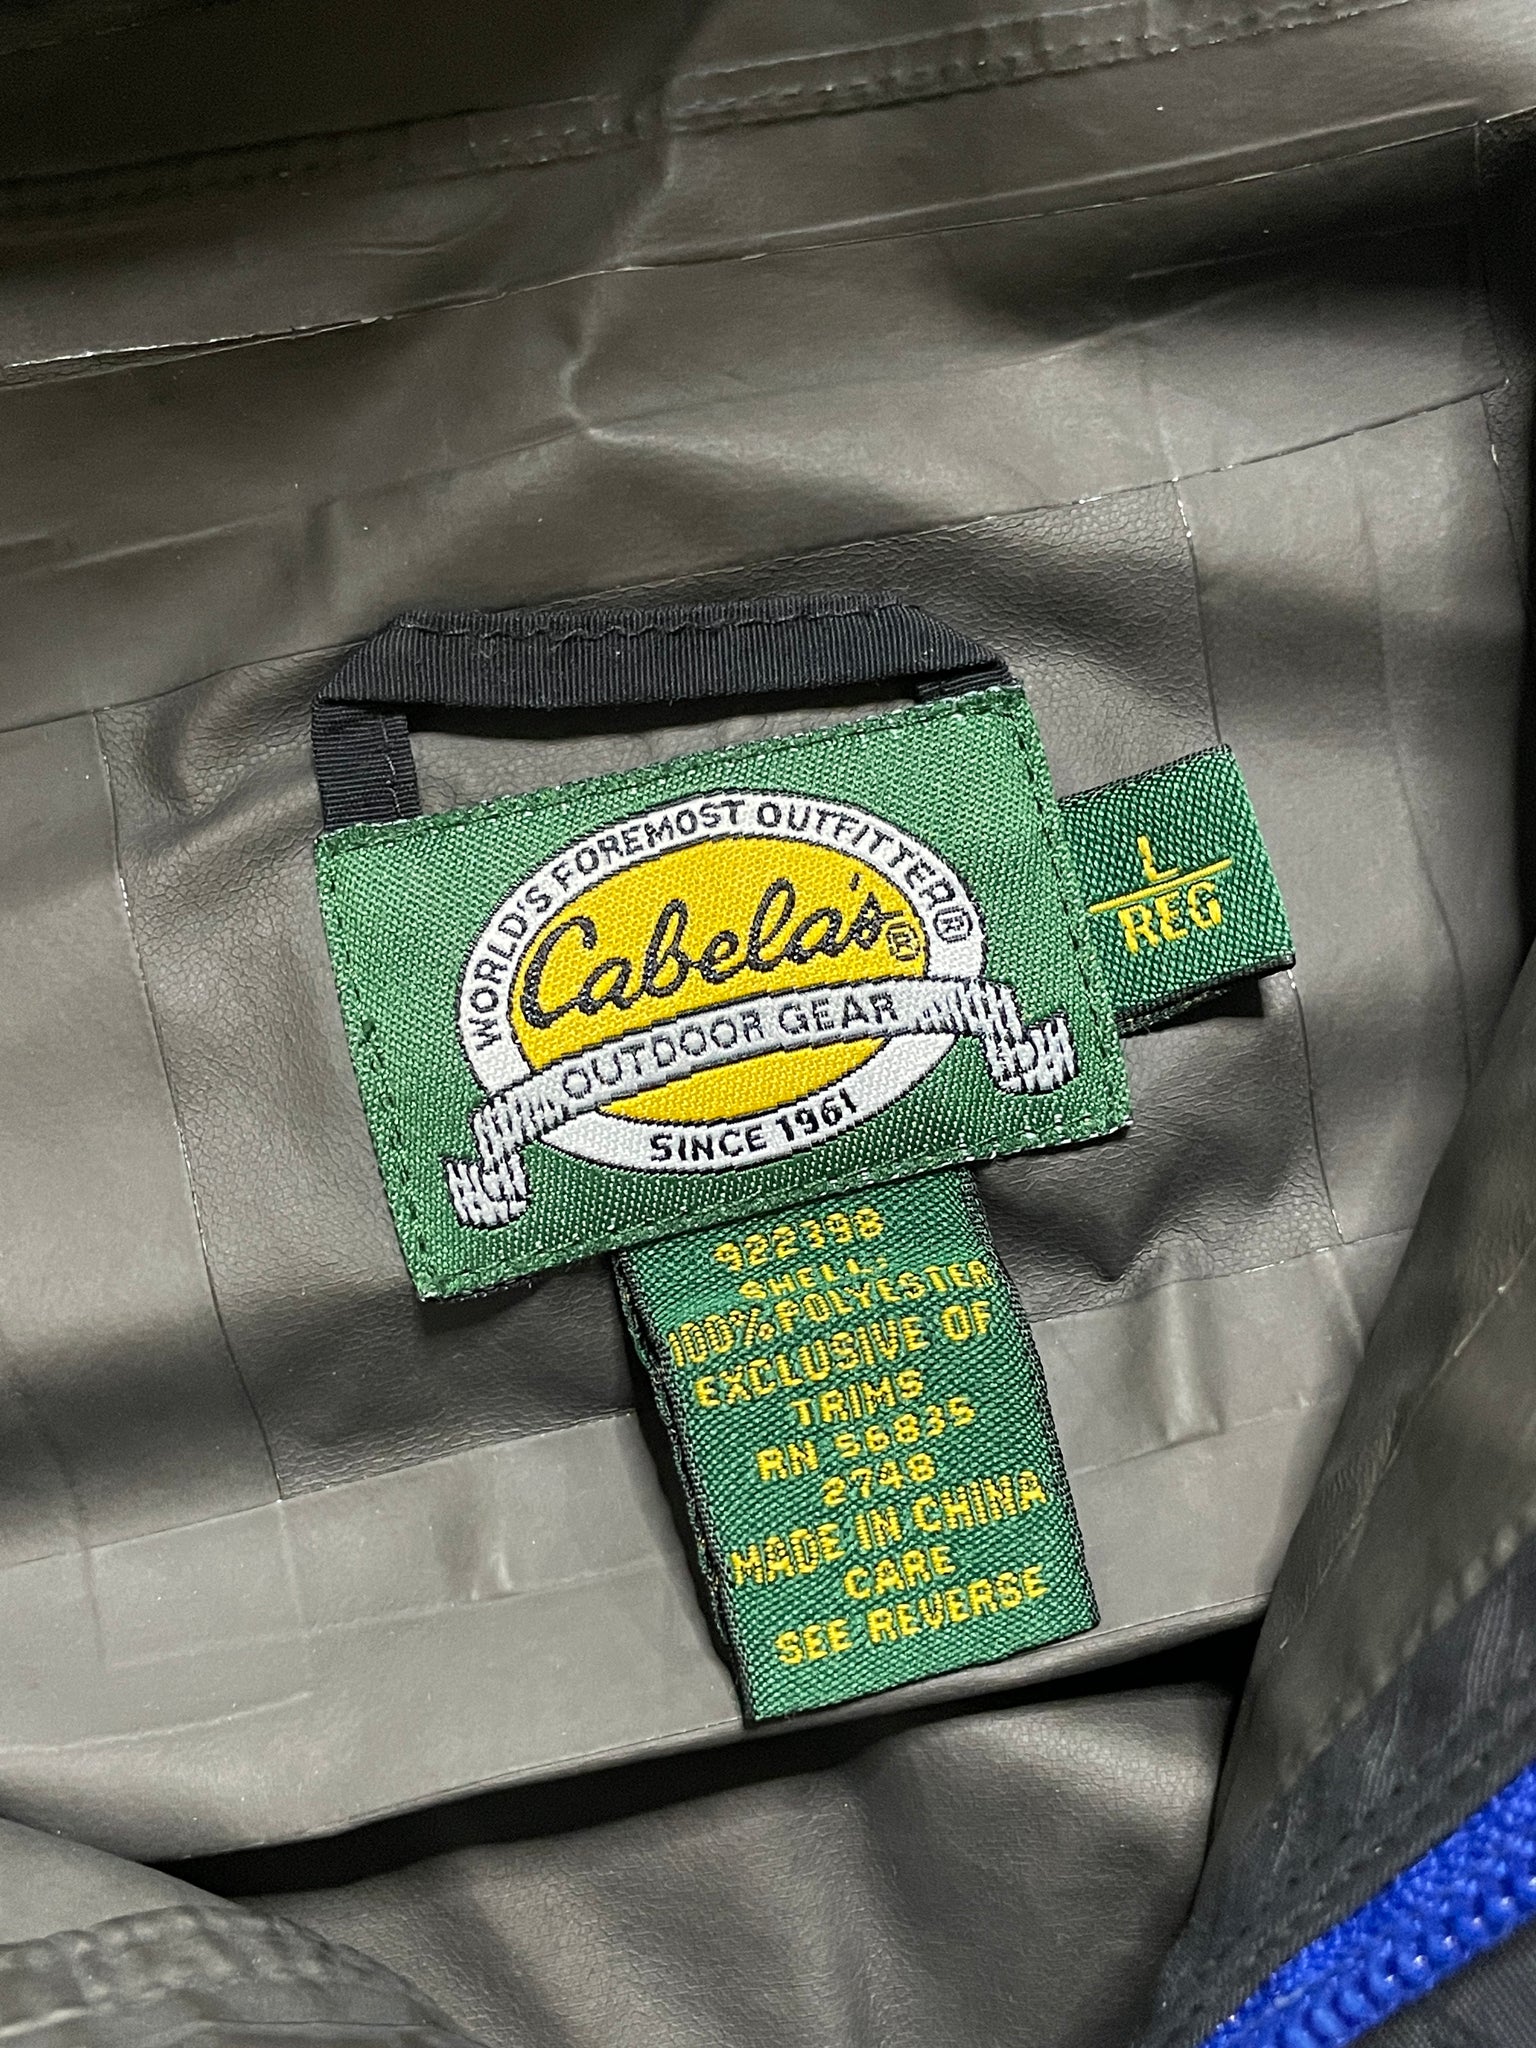 WORLD'S FOREMOST OUTFITTER®
Cabela's®
OUTDOOR GEAR
SINCE 1961
L
REG
922398
SHELL:
100% POLYESTER
EXCLUSIVE OF
TRIMS
RN 56835
2748
MADE IN CHINA
CARE
SEE REVERSE